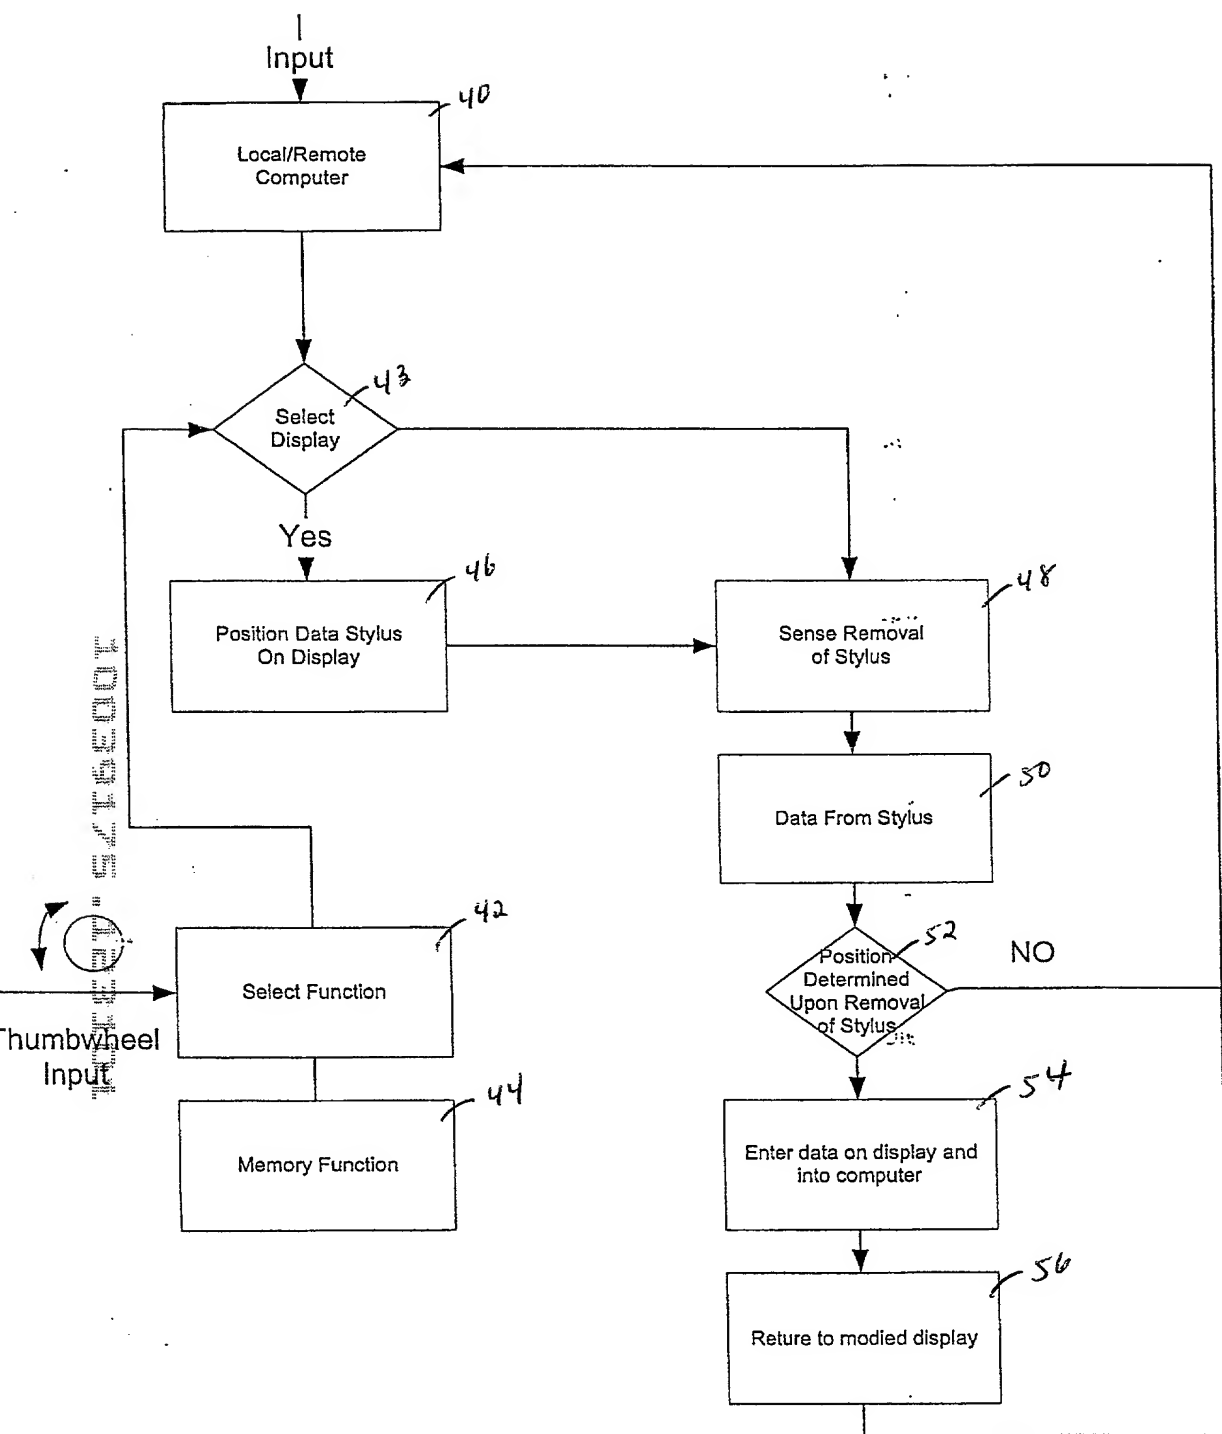 Input
40
Local/Remote
Computer
43
Select
Display
Yes
46
Position Data Stylus
On Display
48
Sense Removal
of Stylus
50
Data From Stylus
42
Select Function
Thumbwheel
Input
52
Position
Determined
Upon Removal
of Stylus
NO
44
Memory Function
54
Enter data on display and
into computer
56
Reture to modied display